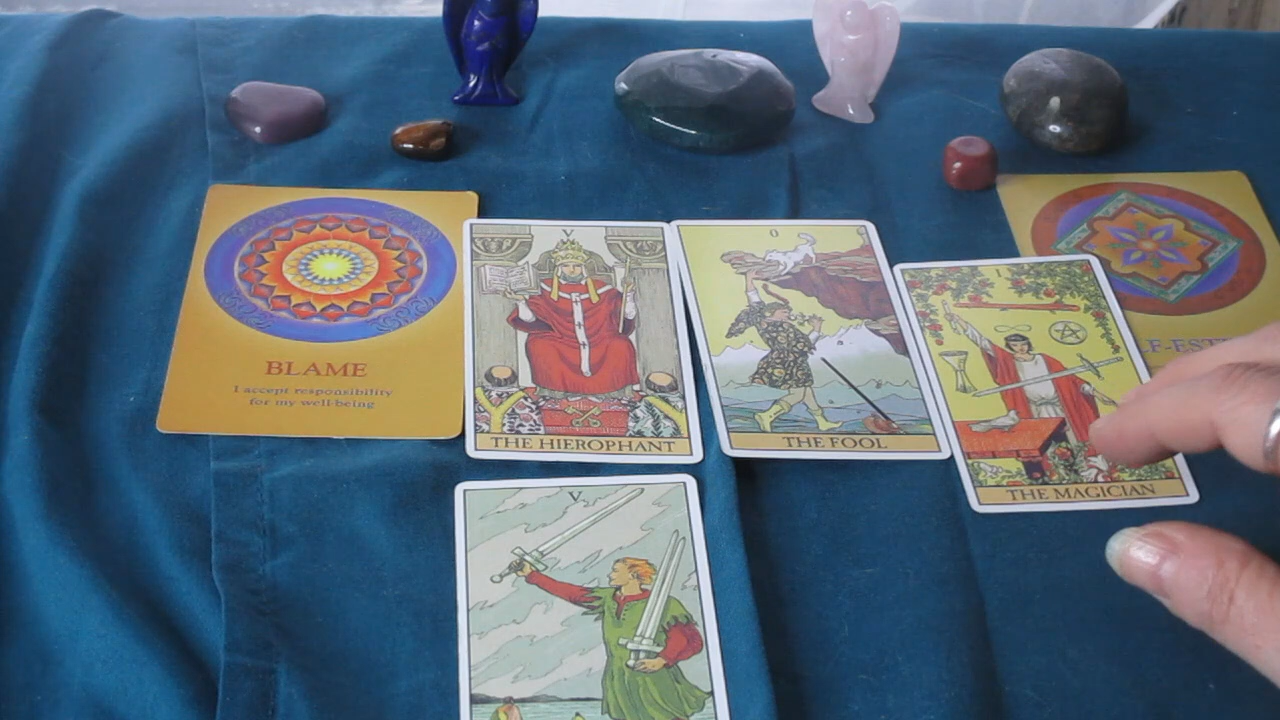 BLAME
I accept responsibility
for my well-being
V
THE HIEROPHANT
0
THE FOOL
I
THE MAGICIAN
V